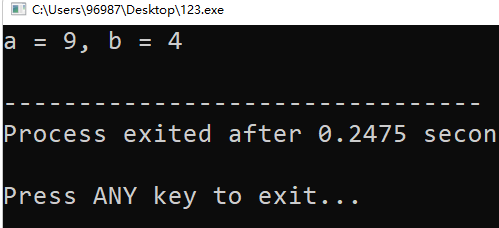 C:\Users\96987\Desktop\123.exe
a = 9, b = 4
--------------------------------
Process exited after 0.2475 secon
Press ANY key to exit...